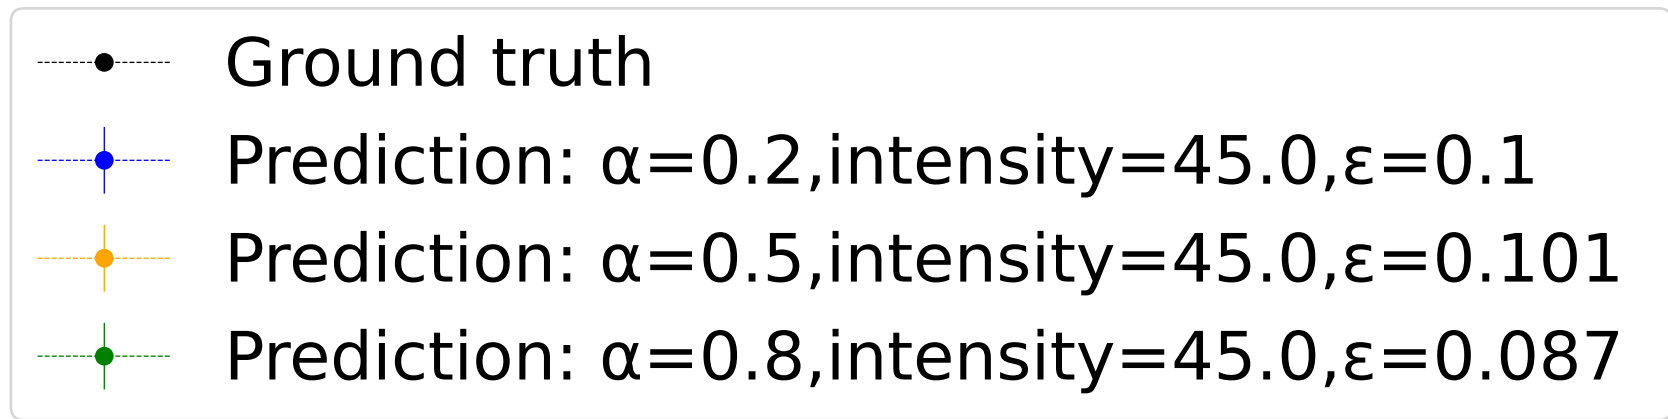 Ground truth
Prediction: α=0.2,intensity=45.0,ε=0.1
Prediction: α=0.5,intensity=45.0,ε=0.101
Prediction: α=0.8,intensity=45.0,ε=0.087